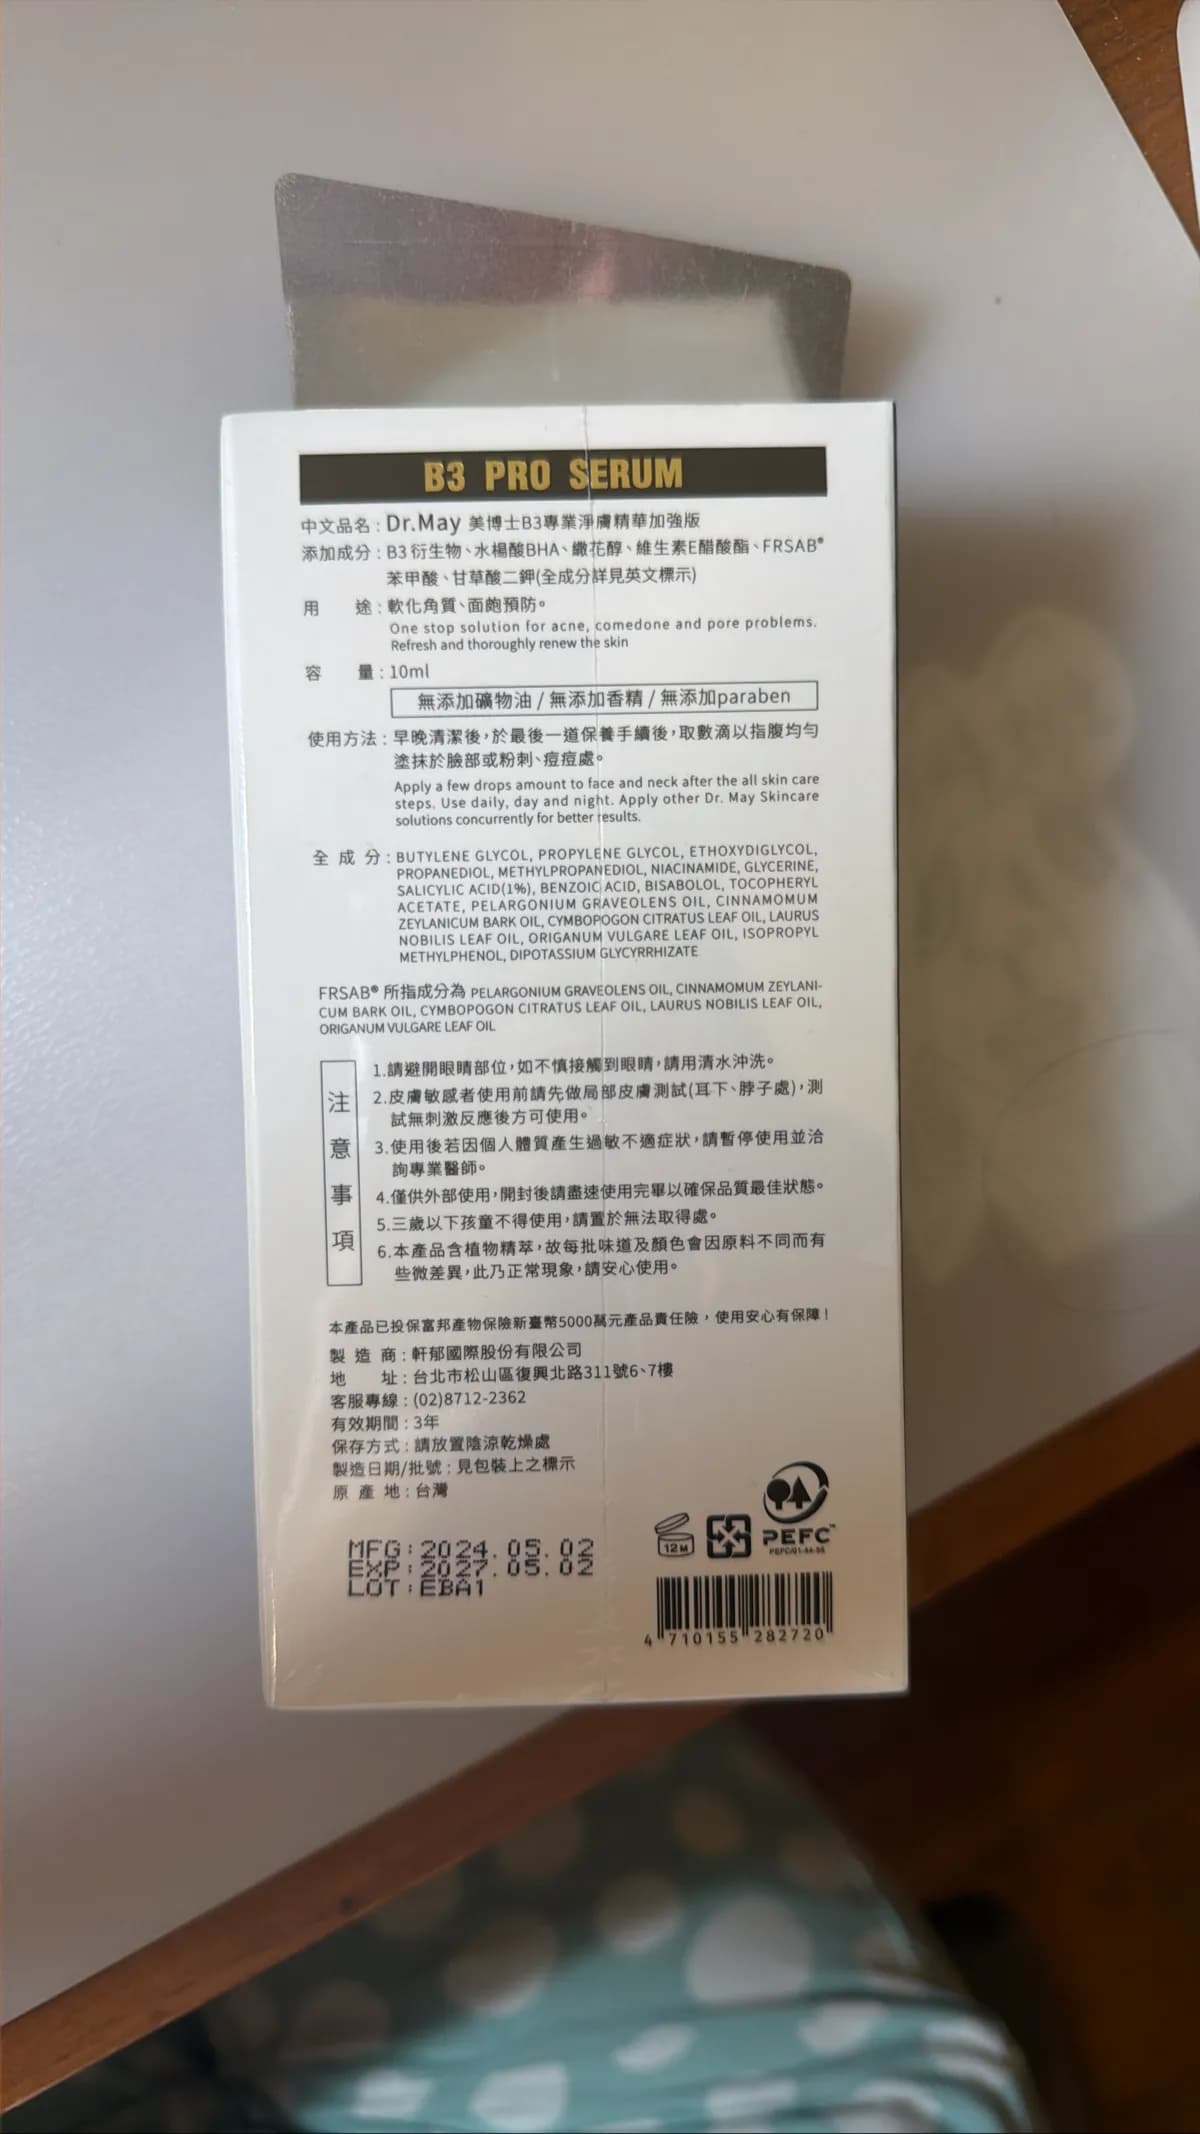 B3 PRO SERUM
中文品名：Dr.May 美博士B3專業淨膚精華加強版
添加成分：B3衍生物、水楊酸BHA、繖花醇、維生素E醋酸酯、FRSAB®
苯甲酸、甘草酸二鉀(全成分詳見英文標示)
用途：軟化角質、面皰預防。
One stop solution for acne, comedone and pore problems.
Refresh and thoroughly renew the skin
容量：10ml
無添加礦物油 / 無添加香精 / 無添加paraben
使用方法：早晚清潔後，於最後一道保養手續後，取數滴以指腹均勻
塗抹於臉部或粉刺、痘痘處。
Apply a few drops amount to face and neck after the all skin care
steps. Use daily, day and night. Apply other Dr. May Skincare
solutions concurrently for better results.
全成分：BUTYLENE GLYCOL, PROPYLENE GLYCOL, ETHOXYDIGLYCOL,
PROPANEDIOL, METHYLPROPANEDIOL, NIACINAMIDE, GLYCERINE,
SALICYLIC ACID(1%), BENZOIC ACID, BISABOLOL, TOCOPHERYL
ACETATE, PELARGONIUM GRAVEOLENS OIL, CINNAMOMUM
ZEYLANICUM BARK OIL, CYMBOPOGON CITRATUS LEAF OIL, LAURUS
NOBILIS LEAF OIL, ORIGANUM VULGARE LEAF OIL, ISOPROPYL
METHYLPHENOL, DIPOTASSIUM GLYCYRRHIZATE
FRSAB® 所指成分為 PELARGONIUM GRAVEOLENS OIL, CINNAMOMUM ZEYLANI-
CUM BARK OIL, CYMBOPOGON CITRATUS LEAF OIL, LAURUS NOBILIS LEAF OIL,
ORIGANUM VULGARE LEAF OIL
注意事項
1.請避開眼睛部位，如不慎接觸到眼睛，請用清水沖洗。
2.皮膚敏感者使用前請先做局部皮膚測試(耳下、脖子處)，測
試無刺激反應後方可使用。
3.使用後若因個人體質產生過敏不適症狀，請暫停使用並洽
詢專業醫師。
4.僅供外部使用，開封後請盡速使用完畢以確保品質最佳狀態。
5.三歲以下孩童不得使用，請置於無法取得處。
6.本產品含植物精萃，故每批味道及顏色會因原料不同而有
些微差異，此乃正常現象，請安心使用。
本產品已投保富邦產物保險新臺幣5000萬元產品責任險，使用安心有保障！
製造商：軒郁國際股份有限公司
地址：台北市松山區復興北路311號6、7樓
客服專線：(02)8712-2362
有效期間：3年
保存方式：請放置陰涼乾燥處
製造日期/批號：見包裝上之標示
原產地：台灣
MFG:2024.05.02
EXP:2027.05.02
LOT:EBA1
12M
PEFC™
4 710155 282720